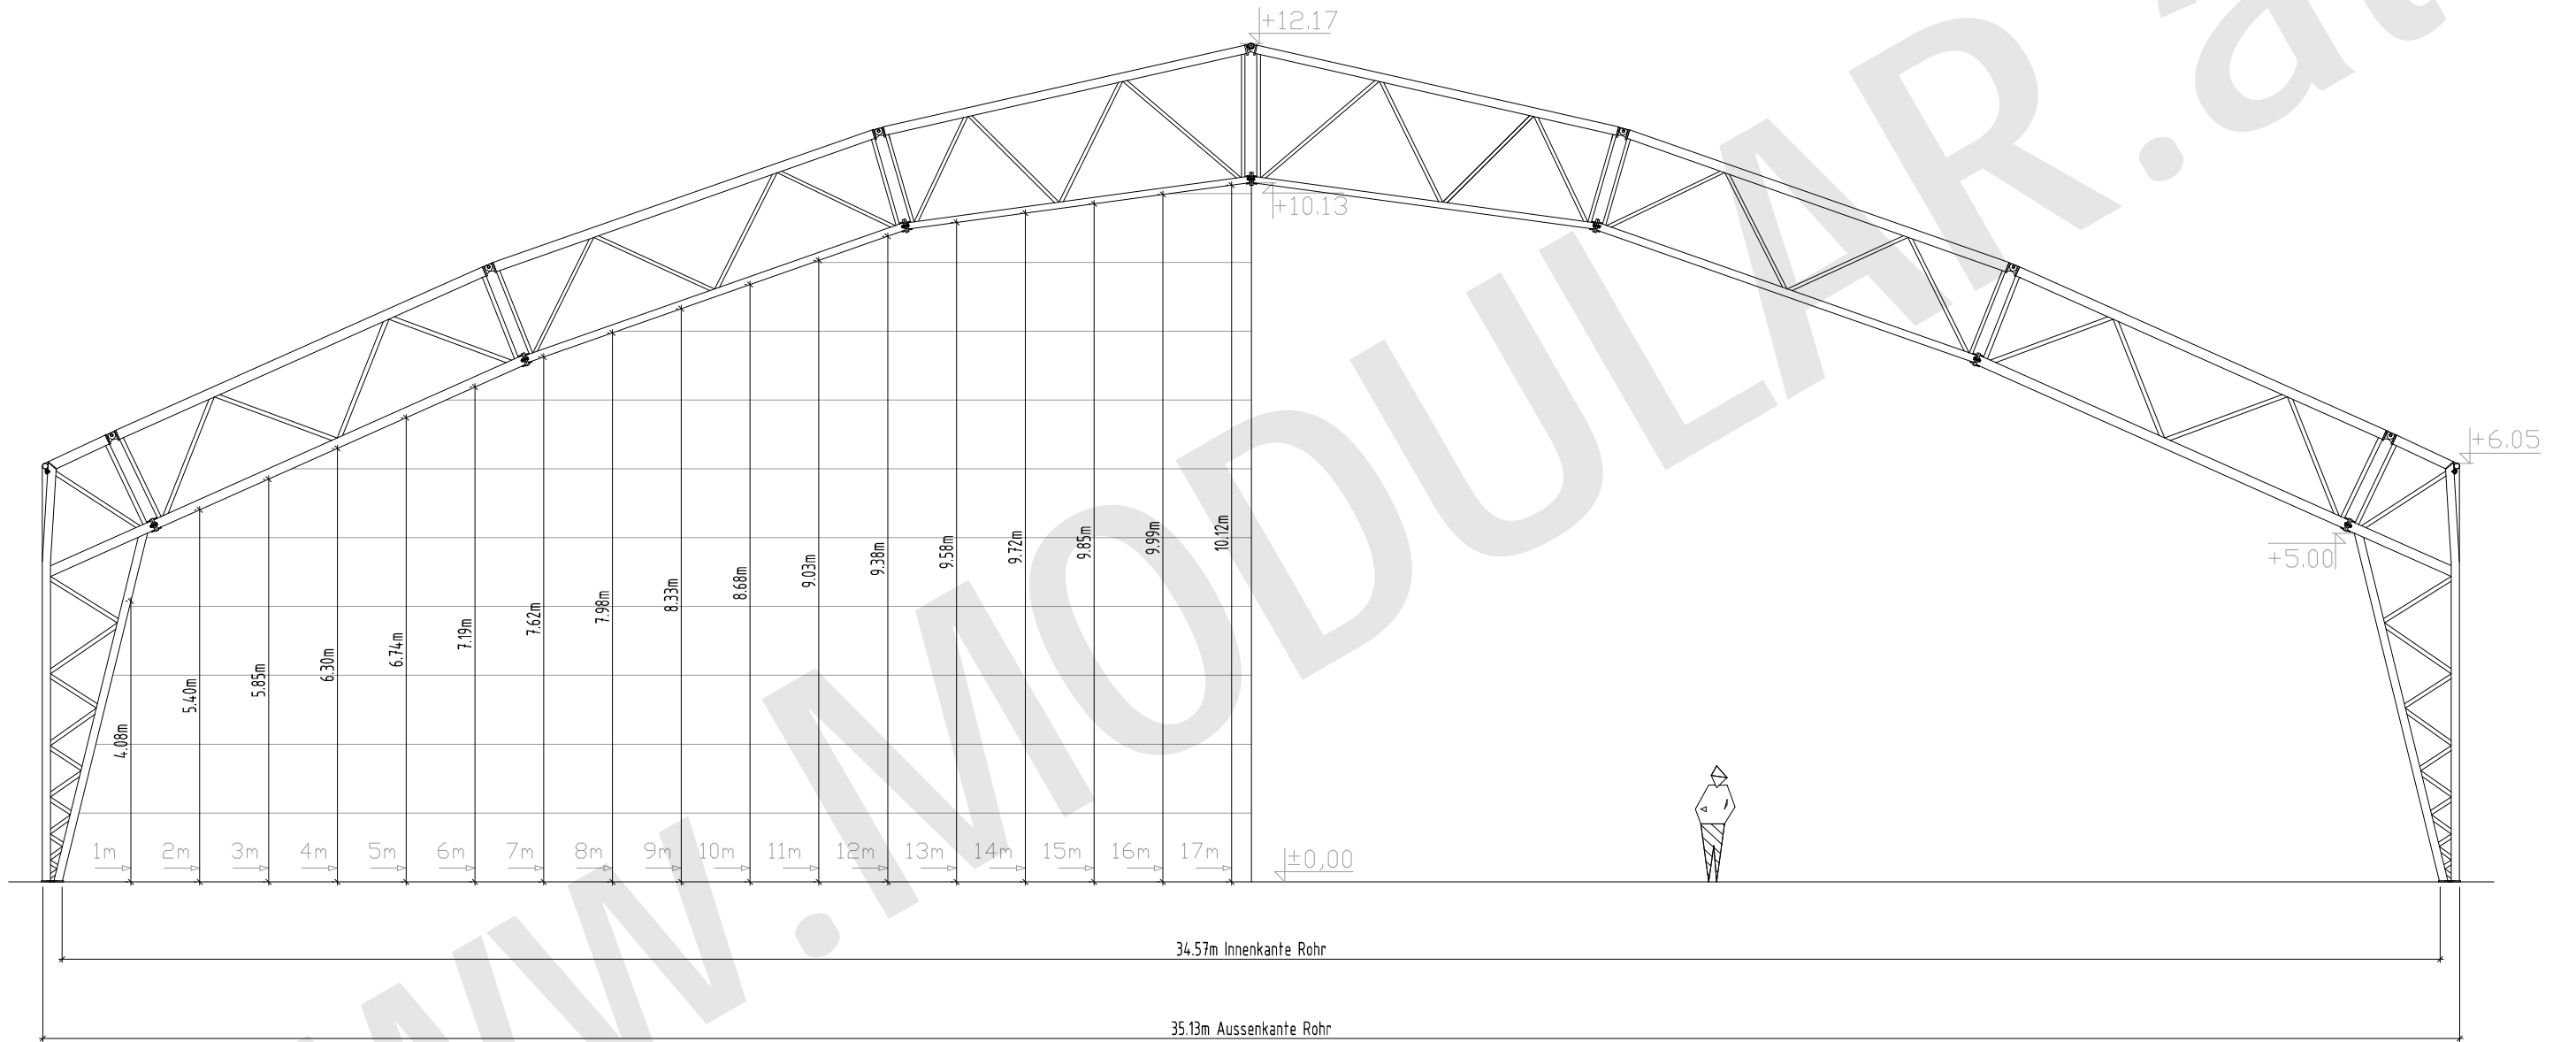 +12.17
+10.13
+6.05
+5.00
4.08m
5.40m
5.85m
6.30m
6.74m
7.19m
7.62m
7.98m
8.33m
8.68m
9.03m
9.38m
9.58m
9.72m
9.85m
9.99m
10.12m
1m 2m 3m 4m 5m 6m 7m 8m 9m 10m 11m 12m 13m 14m 15m 16m 17m
±0,00
34.57m Innenkante Rohr
35.13m Aussenkante Rohr
www.MODULAR.at